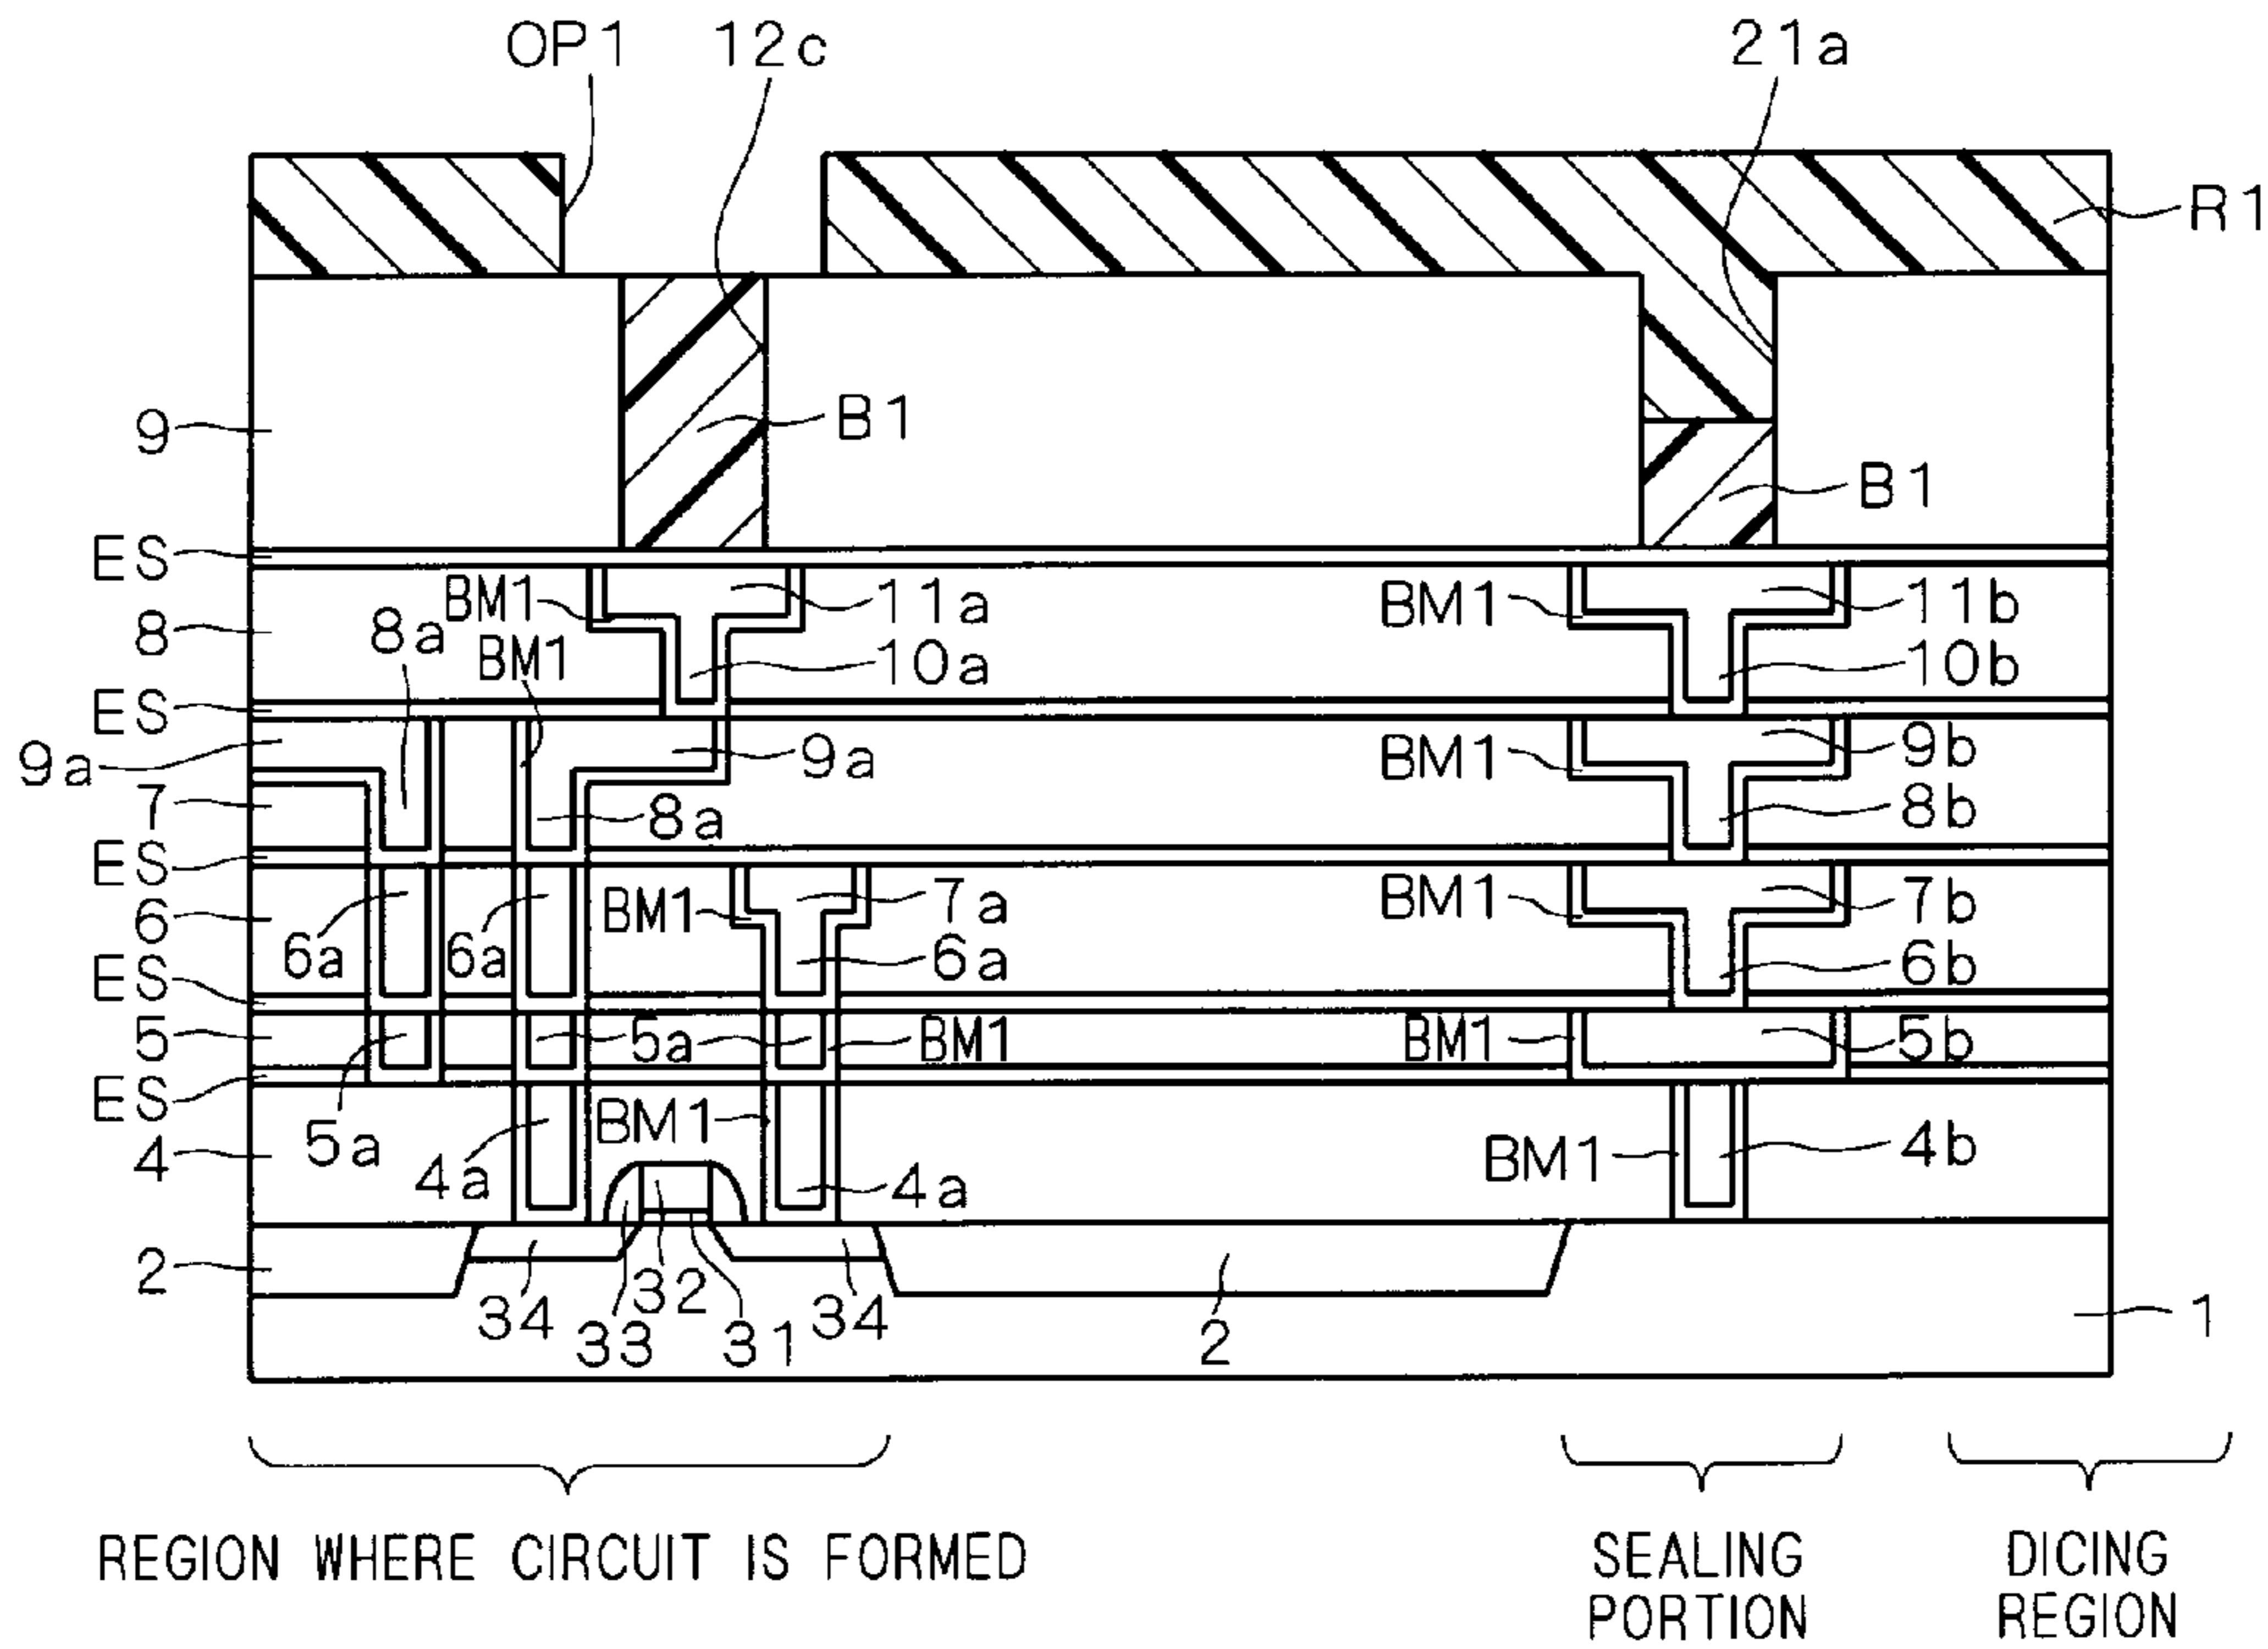 OP1 12c 21a
R1
9 B1
B1
ES
BM1 11a BM1 11b
8 8a BM1 10a 10b
ES
9a 9a BM1 9b
7 8a 8b
ES
6 6a 6a BM1 7a BM1 7b
6a 6b
ES
5 5a BM1 BM1 5b
ES
4 5a 4a BM1 4a BM1 4b
2 34 33 32 31 34 2 1
REGION WHERE CIRCUIT IS FORMED
SEALING
PORTION
DICING
REGION